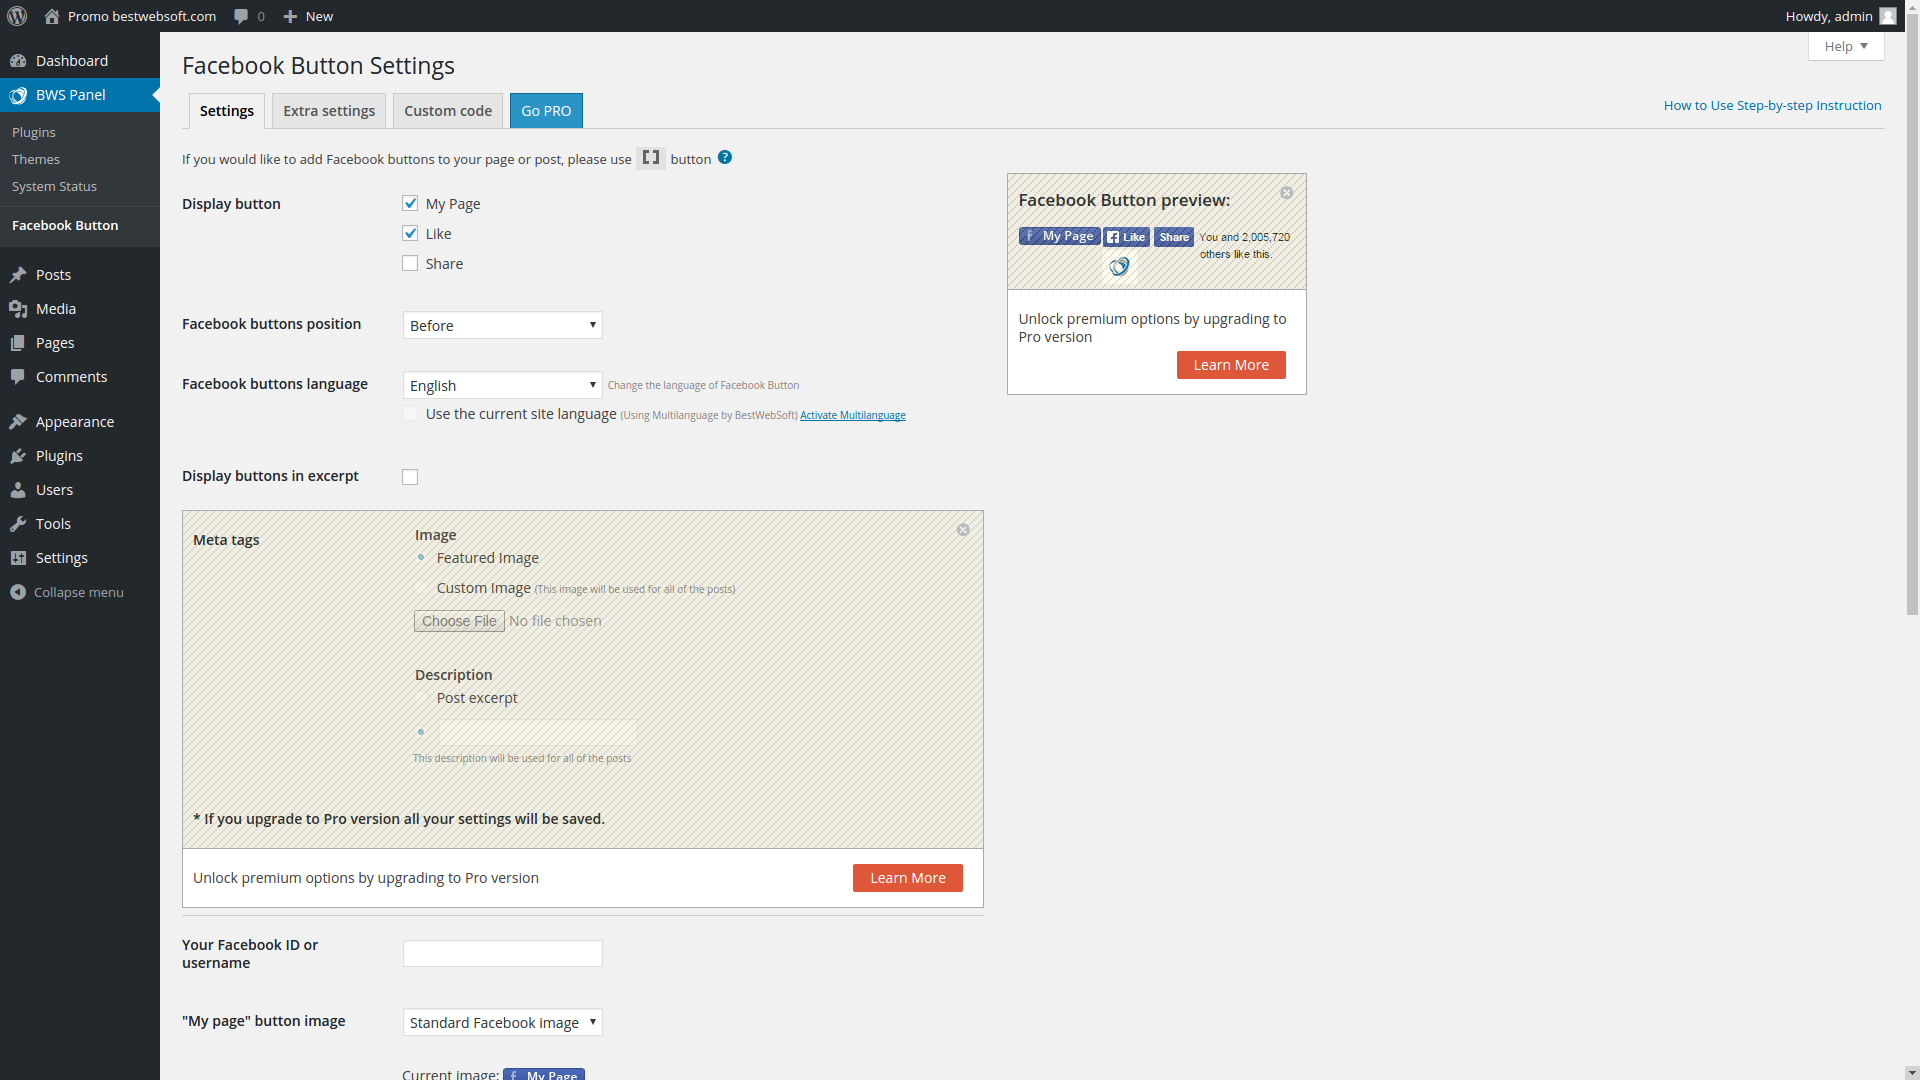 Promo bestwebsoft.com 0 New Howdy, admin
Help
Dashboard
BWS Panel
Plugins
Themes
System Status
Facebook Button
Posts
Media
Pages
Comments
Appearance
Plugins
Users
Tools
Settings
Collapse menu
Facebook Button Settings
Settings Extra settings Custom code Go PRO
How to Use Step-by-step Instruction
If you would like to add Facebook buttons to your page or post, please use [ ] button ?
Display button
My Page
Like
Share
Facebook buttons position
Before
Facebook buttons language
English
Change the language of Facebook Button
Use the current site language (Using Multilanguage by BestWebSoft) Activate Multilanguage
Display buttons in excerpt
Meta tags
Image
Featured Image
Custom Image (This image will be used for all of the posts)
Choose File No file chosen
Description
Post excerpt
This description will be used for all of the posts
* If you upgrade to Pro version all your settings will be saved.
Unlock premium options by upgrading to Pro version
Learn More
Your Facebook ID or
username
"My page" button image
Standard Facebook image
Current image: f My Page
Facebook Button preview:
f My Page f Like Share You and 2,005,720
others like this.
Unlock premium options by upgrading to
Pro version
Learn More